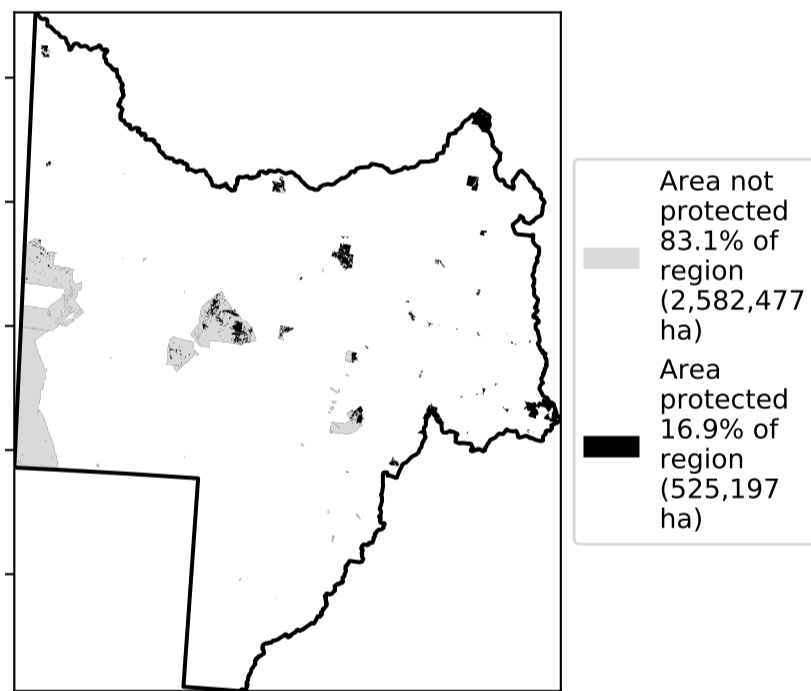 Area not
protected
83.1% of
region
(2,582,477
ha)
Area
protected
16.9% of
region
(525,197
ha)